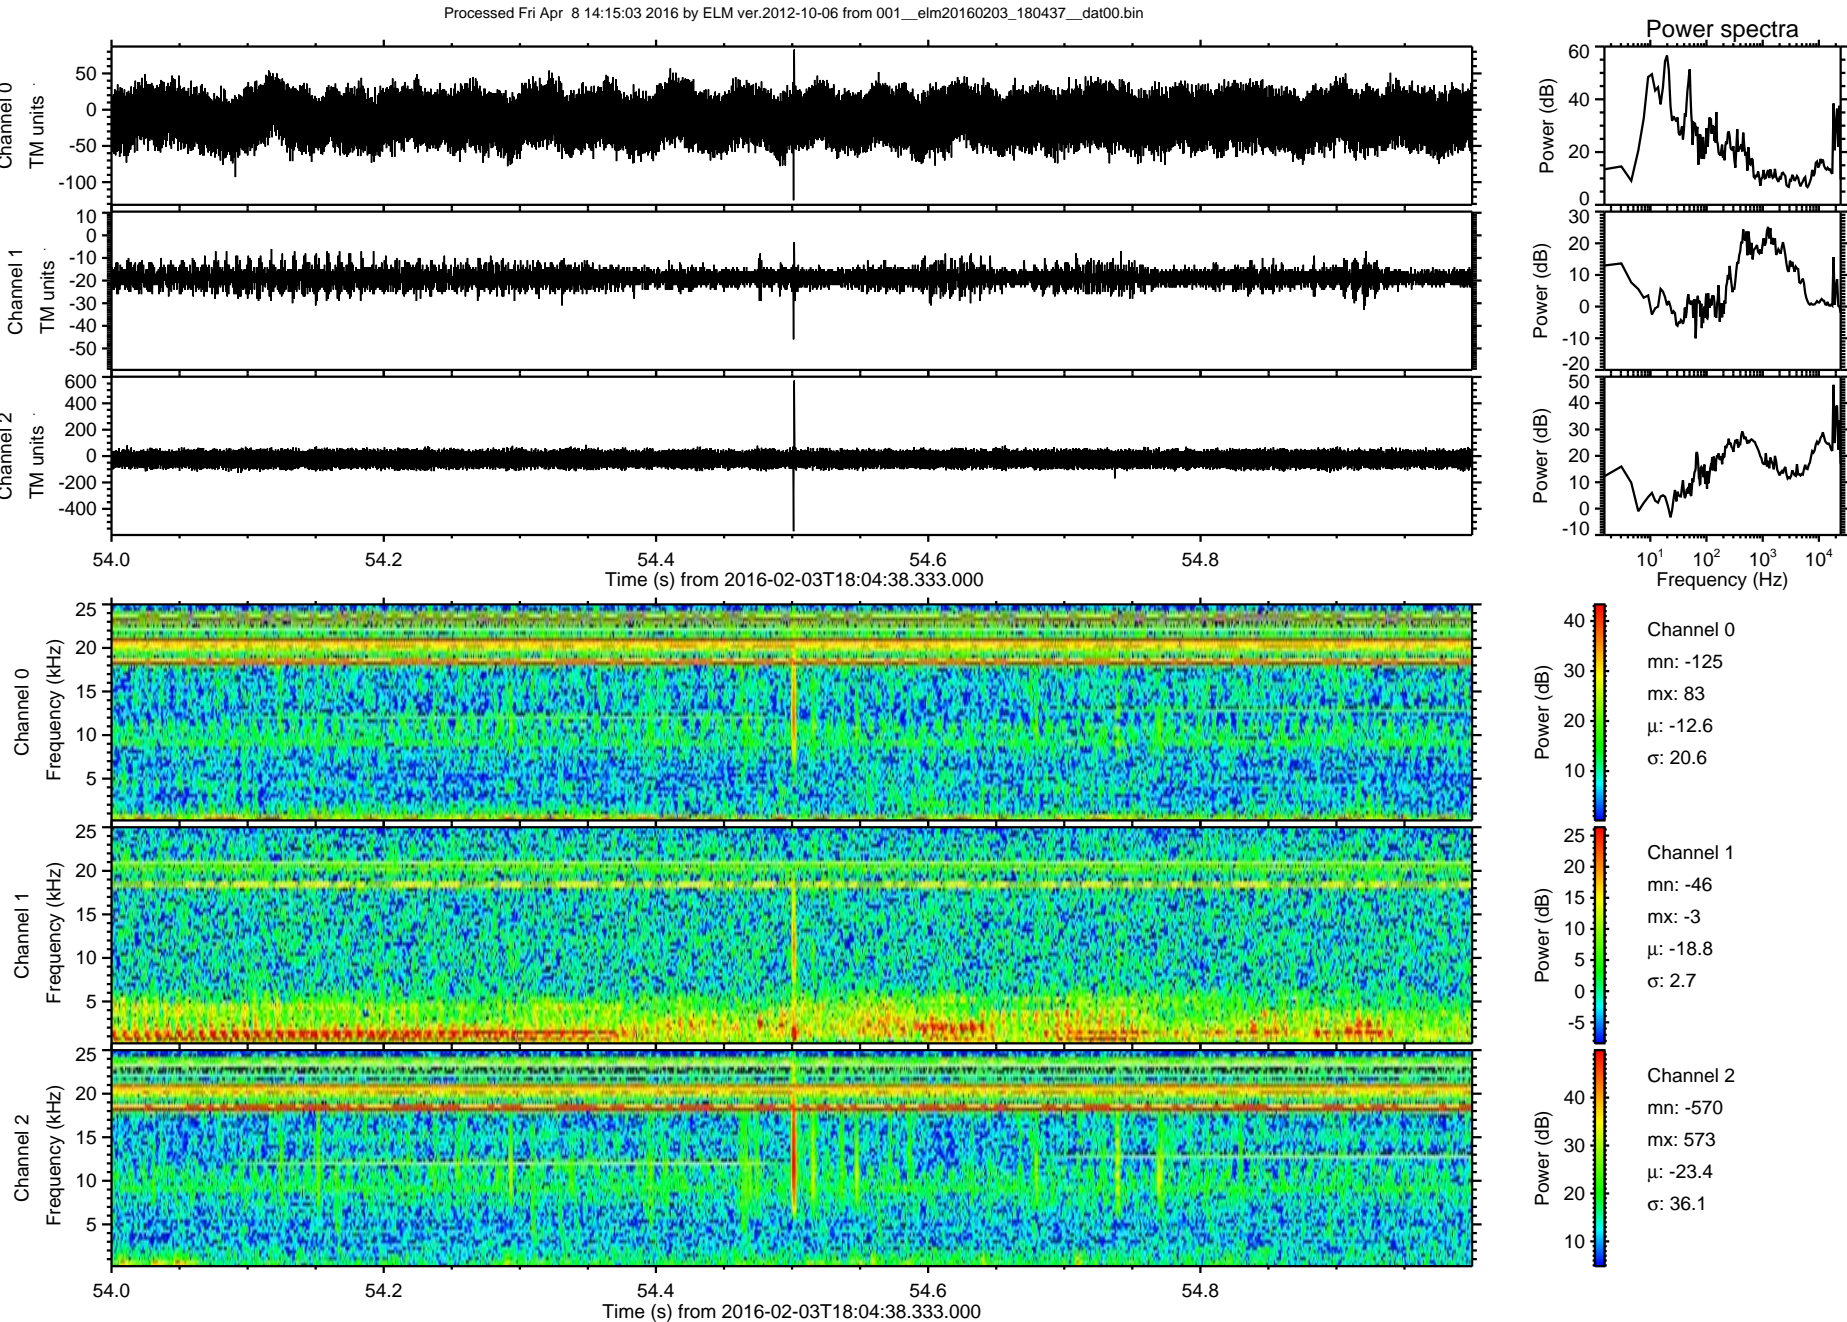 Processed Fri Apr  8 14:15:03 2016 by ELM ver.2012-10-06 from 001__elm20160203_180437__dat00.bin
Power spectra
Channel 0
TM units
50
0
-50
-100
Power (dB)
60
40
20
0
Channel 1
TM units
10
0
-10
-20
-30
-40
-50
Power (dB)
30
20
10
0
-10
-20
Channel 2
TM units
600
400
200
0
-200
-400
Power (dB)
50
40
30
20
10
0
-10
54.0 54.2 54.4 54.6 54.8
Time (s) from 2016-02-03T18:04:38.333.000
10¹ 10² 10³ 10⁴
Frequency (Hz)
Channel 0
Frequency (kHz)
25
20
15
10
5
Power (dB)
40
30
20
10
Channel 0
mn: -125
mx: 83
μ: -12.6
σ: 20.6
Channel 1
Frequency (kHz)
25
20
15
10
5
Power (dB)
25
20
15
10
5
0
-5
Channel 1
mn: -46
mx: -3
μ: -18.8
σ: 2.7
Channel 2
Frequency (kHz)
25
20
15
10
5
Power (dB)
40
30
20
10
Channel 2
mn: -570
mx: 573
μ: -23.4
σ: 36.1
54.0 54.2 54.4 54.6 54.8
Time (s) from 2016-02-03T18:04:38.333.000